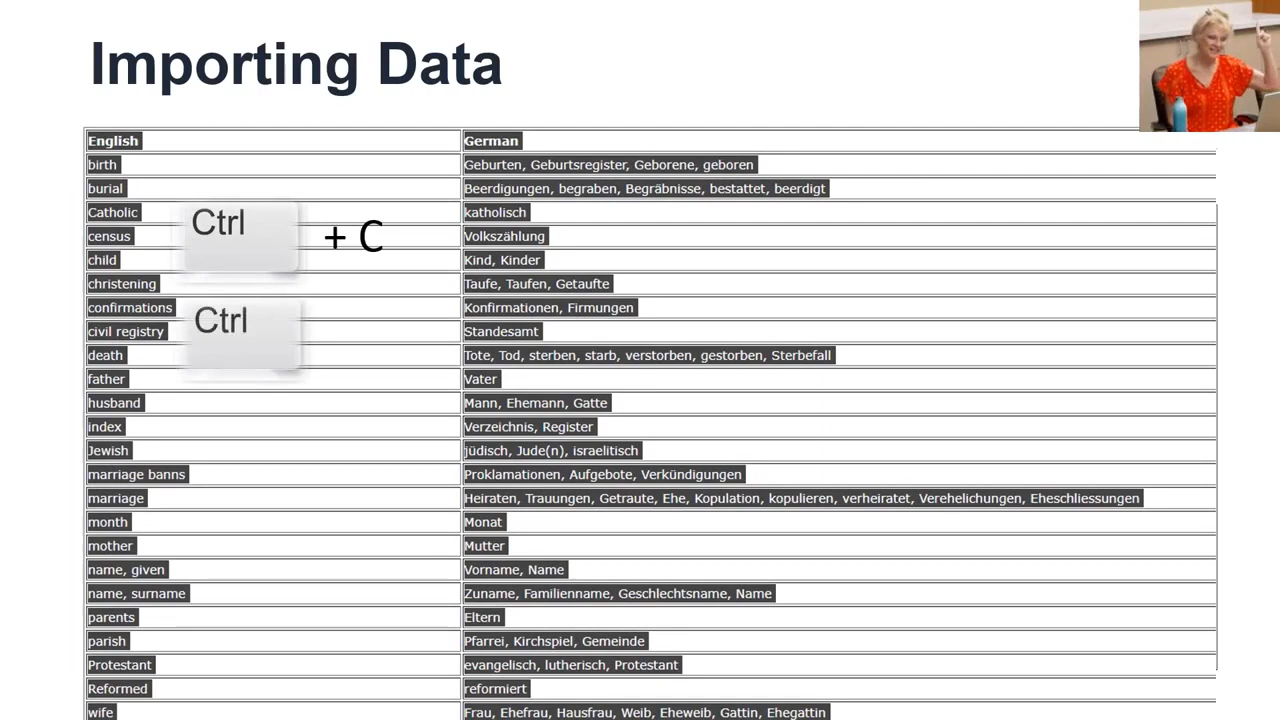 Importing Data
English German
birth Geburten, Geburtsregister, Geborene, geboren
burial Beerdigungen, begraben, Begräbnisse, bestattet, beerdigt
Catholic katholisch
Ctrl + C
census Volkszählung
child Kind, Kinder
christening Taufe, Taufen, Getaufte
confirmations Konfirmationen, Firmungen
Ctrl
civil registry Standesamt
death Tote, Tod, sterben, starb, verstorben, gestorben, Sterbefall
father Vater
husband Mann, Ehemann, Gatte
index Verzeichnis, Register
Jewish jüdisch, Jude(n), israelitisch
marriage banns Proklamationen, Aufgebote, Verkündigungen
marriage Heiraten, Trauungen, Getraute, Ehe, Kopulation, kopulieren, verheiratet, Verehelichungen, Eheschliessungen
month Monat
mother Mutter
name, given Vorname, Name
name, surname Zuname, Familienname, Geschlechtsname, Name
parents Eltern
parish Pfarrei, Kirchspiel, Gemeinde
Protestant evangelisch, lutherisch, Protestant
Reformed reformiert
wife Frau, Ehefrau, Hausfrau, Weib, Eheweib, Gattin, Ehegattin